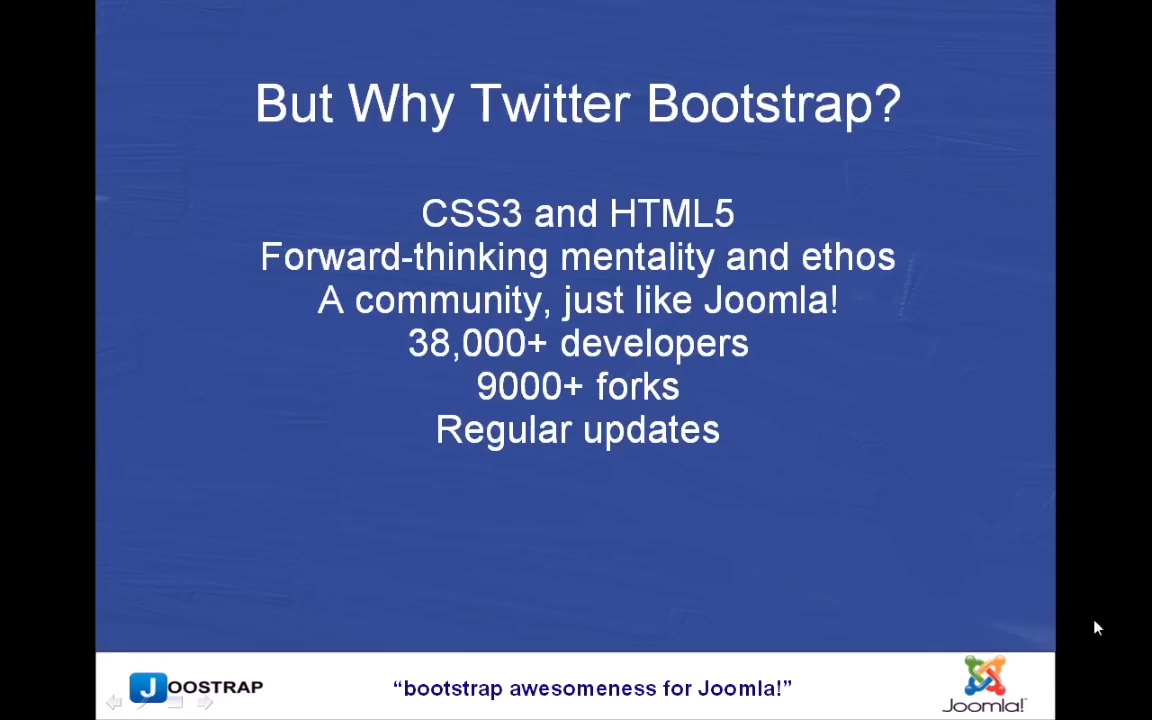 But Why Twitter Bootstrap?
CSS3 and HTML5
Forward-thinking mentality and ethos
A community, just like Joomla!
38,000+ developers
9000+ forks
Regular updates
JOOSTRAP
“bootstrap awesomeness for Joomla!”
Joomla!